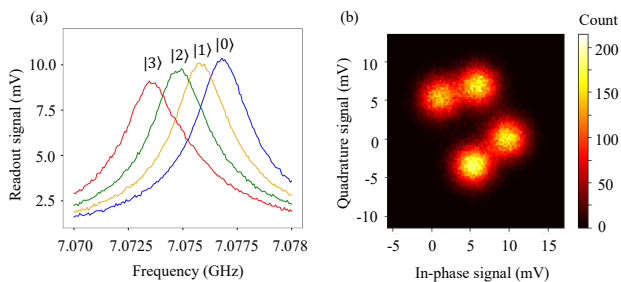 (a)
|3⟩ |2⟩ |1⟩ |0⟩
10.0
7.5
5.0
2.5
Readout signal (mV)
7.070 7.0725 7.075 7.0775 7.078
Frequency (GHz)
(b)
Count
10
5
0
-5
-10
Quadrature signal (mV)
-5 0 5 10 15
In-phase signal (mV)
200
150
100
50
0